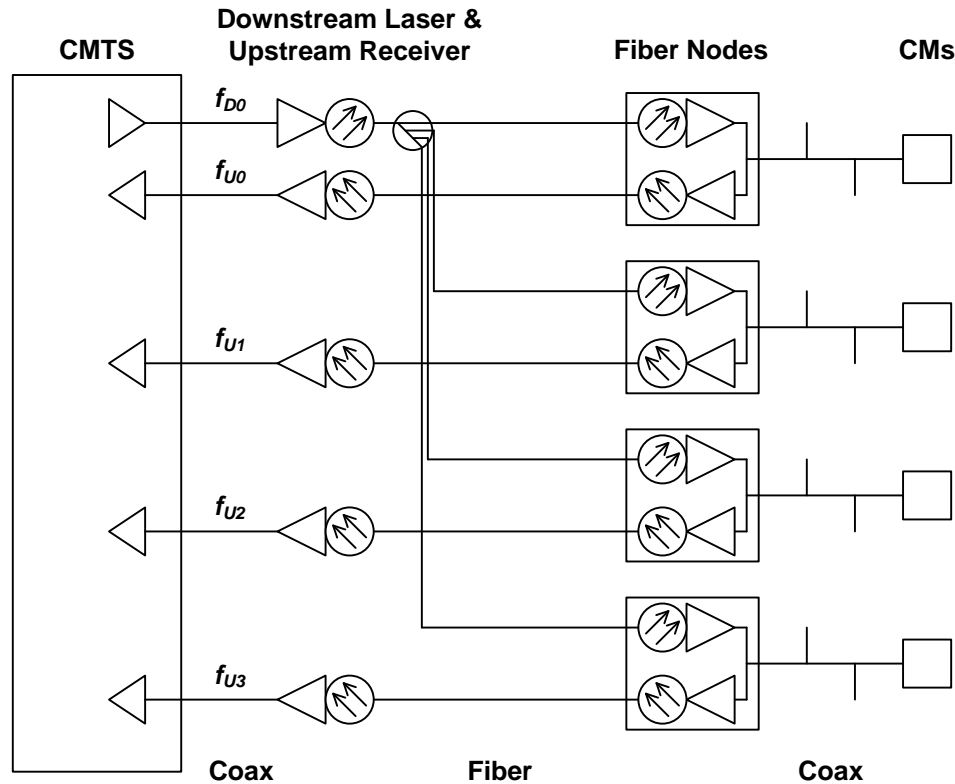 Downstream Laser &
Upstream Receiver
CMTS
Fiber Nodes
CMs
fD0
fU0
fU1
fU2
fU3
Coax
Fiber
Coax